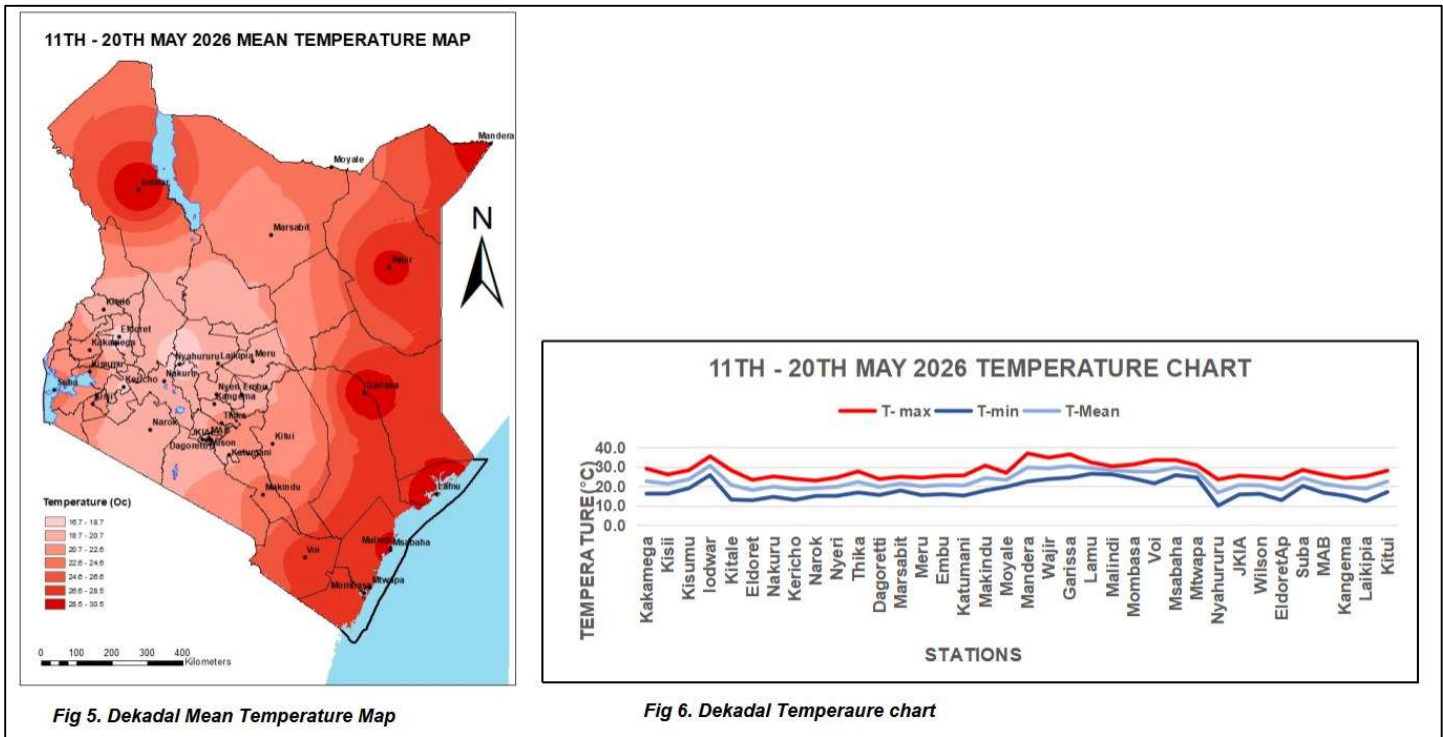 11TH - 20TH MAY 2026 MEAN TEMPERATURE MAP
Mandera
Moyale
N
Marsabit
Wajir
Kitale
Eldoret
Kakamega
Nyahururu
Laikipia
Meru
Kisumu
Nakuru
Suba
Kericho
Nyeri
Embu
Garissa
Kangema
Thika
Narok
JKIA
MAB
Dagoretti
Wilson
Kitui
Katumani
Makindu
Lamu
Voi
Malindi
Msabaha
Mombasa
Mtwapa
Temperature (Oc)
16.7 - 18.7
18.7 - 20.7
20.7 - 22.6
22.6 - 24.6
24.6 - 26.6
26.6 - 28.5
28.5 - 30.5
0 100 200 300 400
Kilometers
Fig 5. Dekadal Mean Temperature Map
11TH - 20TH MAY 2026 TEMPERATURE CHART
T- max T-min T-Mean
TEMPERATURE(°C)
40.0
30.0
20.0
10.0
0.0
Kakamega
Kisii
Kisumu
lodwar
Kitale
Eldoret
Nakuru
Kericho
Narok
Nyeri
Thika
Dagoretti
Marsabit
Meru
Embu
Katumani
Makindu
Moyale
Mandera
Wajir
Garissa
Lamu
Malindi
Mombasa
Voi
Msabaha
Mtwapa
Nyahururu
JKIA
Wilson
EldoretAp
Suba
MAB
Kangema
Laikipia
Kitui
STATIONS
Fig 6. Dekadal Temperaure chart